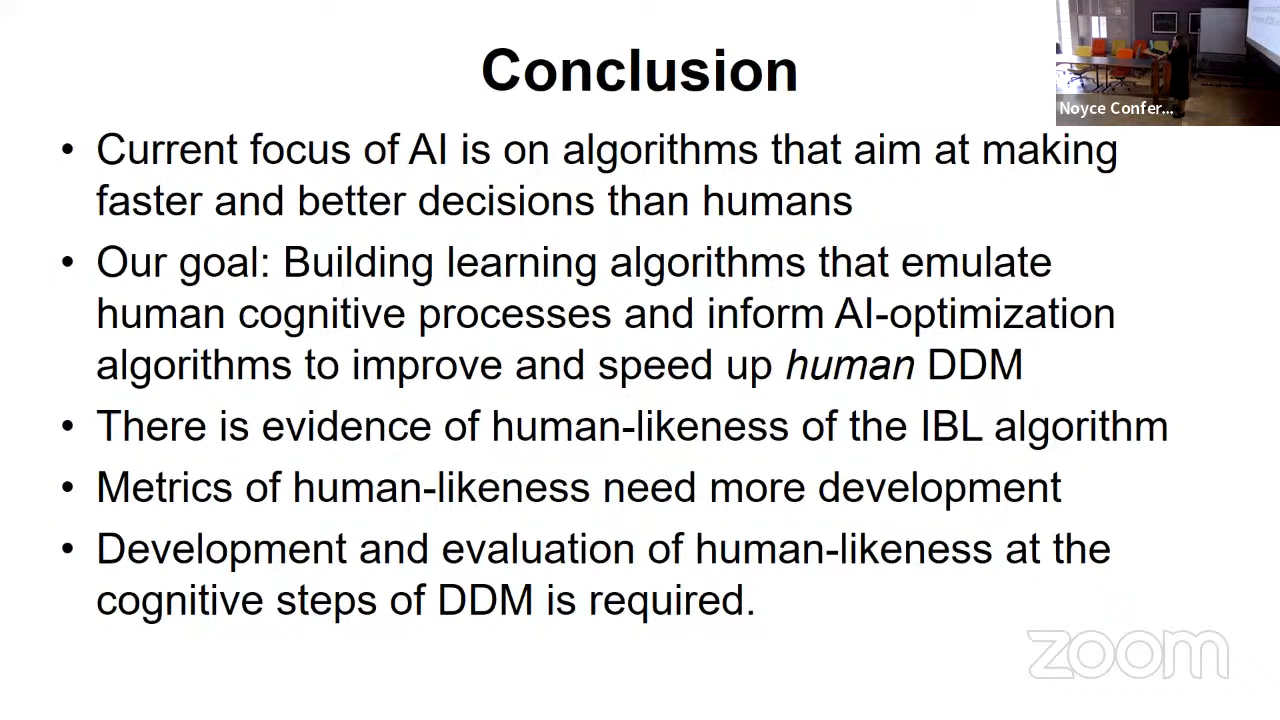 Conclusion
Noyce Confer...
• Current focus of AI is on algorithms that aim at making
faster and better decisions than humans
• Our goal: Building learning algorithms that emulate
human cognitive processes and inform AI-optimization
algorithms to improve and speed up human DDM
• There is evidence of human-likeness of the IBL algorithm
• Metrics of human-likeness need more development
• Development and evaluation of human-likeness at the
cognitive steps of DDM is required.
zoom